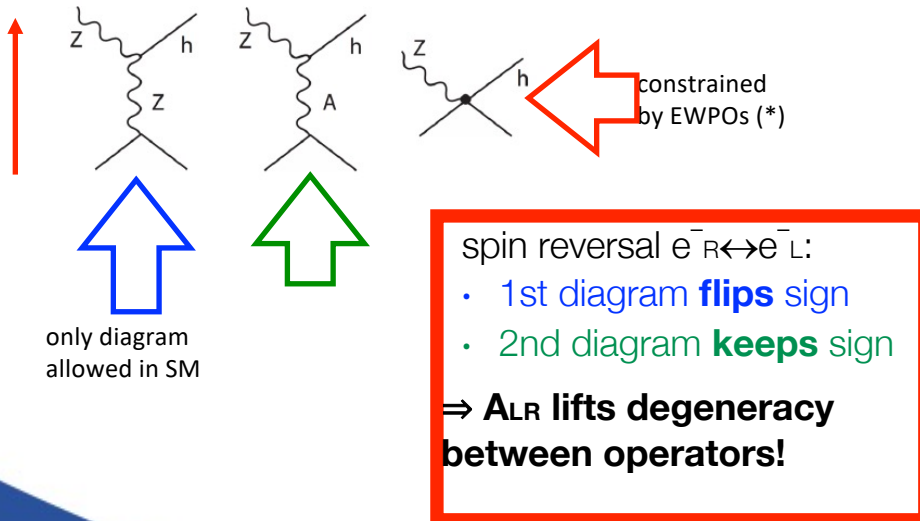 Z h Z h Z h
Z A
constrained
by EWPOs (*)
only diagram
allowed in SM
spin reversal e⁻R↔e⁻L:
• 1st diagram flips sign
• 2nd diagram keeps sign
⇒ ALR lifts degeneracy
between operators!